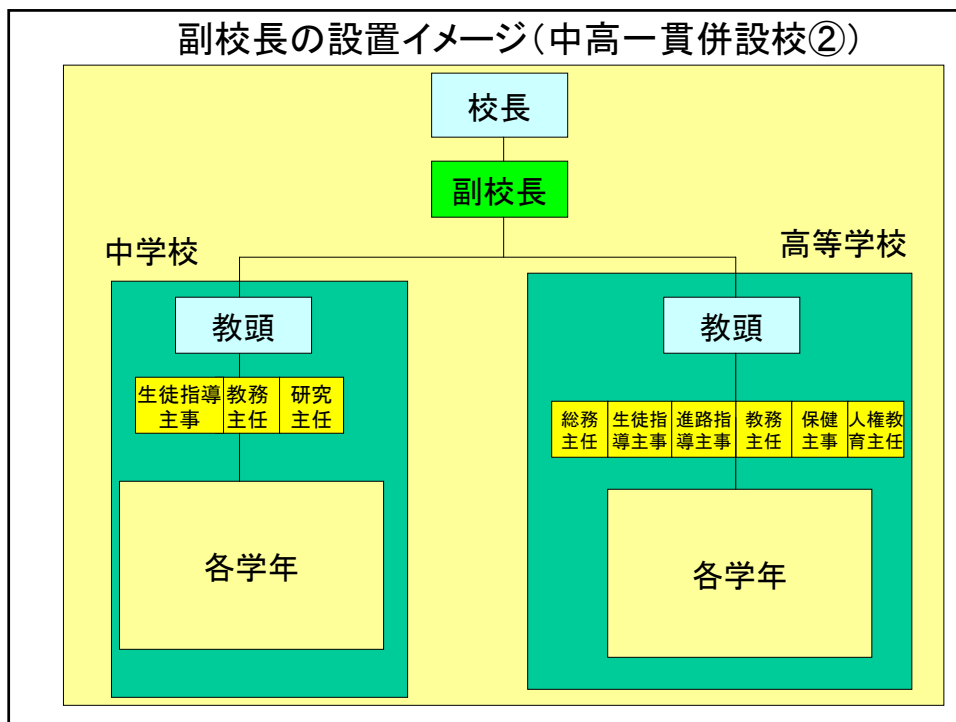 副校長の設置イメージ（中高一貫併設校②）
校長
副校長
中学校
高等学校
教頭
教頭
生徒指導
主事
教務
主任
研究
主任
総務
主任
生徒指
導主事
進路指
導主事
教務
主任
保健
主事
人権教
育主任
各学年
各学年